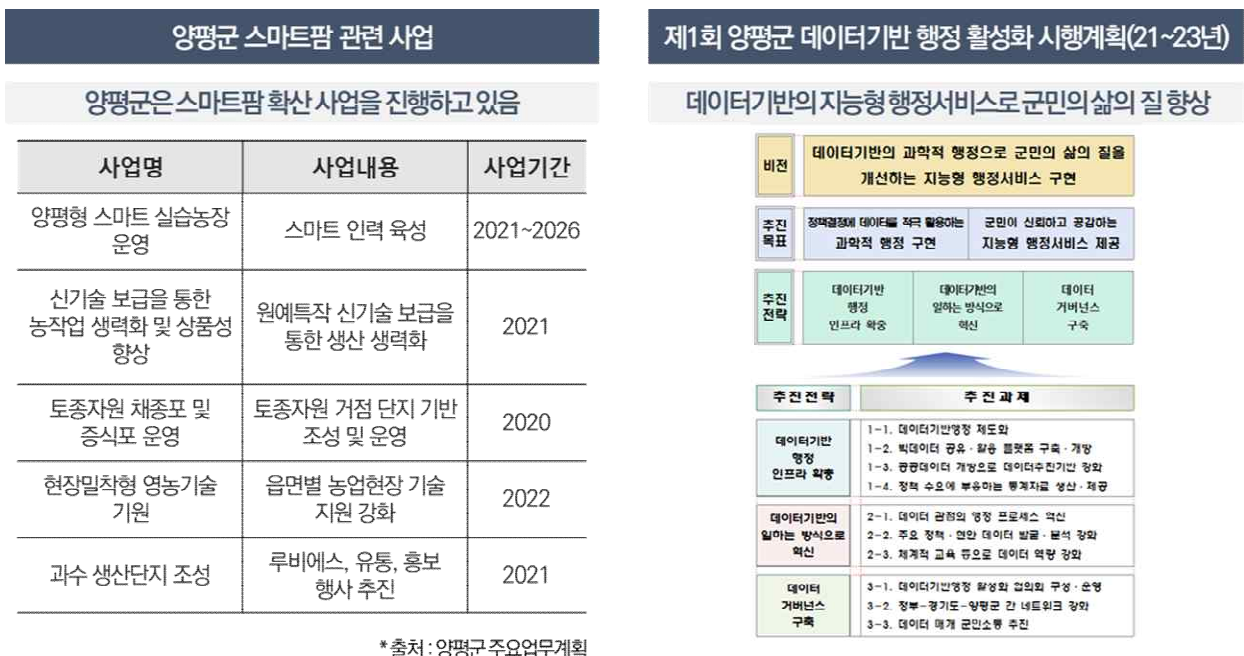 양평군 스마트팜 관련 사업
양평군은 스마트팜 확산 사업을 진행하고 있음
사업명 사업내용 사업기간
양평형 스마트 실습농장
운영
스마트 인력 육성
2021~2026
신기술 보급을 통한
농작업 생력화 및 상품성
향상
원예특작 신기술 보급을
통한 생산 생력화
2021
토종자원 채종포 및
증식포 운영
토종자원 거점 단지 기반
조성 및 운영
2020
현장밀착형 영농기술
기원
읍면별 농업현장 기술
지원 강화
2022
과수 생산단지 조성
루비에스, 유통, 홍보
행사 추진
2021
* 출처 : 양평군 주요업무계획
제1회 양평군 데이터기반 행정 활성화 시행계획(21~23년)
데이터기반의 지능형 행정서비스로 군민의 삶의 질 향상
비전
데이터기반의 과학적 행정으로 군민의 삶의 질을
개선하는 지능형 행정서비스 구현
추진
목표
정책결정에 데이터를 적극 활용하는
과학적 행정 구현
군민이 신뢰하고 공감하는
지능형 행정서비스 제공
추진
전략
데이터기반
행정
인프라 확충
데이터기반의
일하는 방식으로
혁신
데이터
거버넌스
구축
추진전략 추진과제
데이터기반
행정
인프라 확충
1-1. 데이터기반행정 제도화
1-2. 빅데이터 공유·활용 플랫폼 구축·개방
1-3. 공공데이터 개방으로 데이터추진기반 강화
1-4. 정책 수요에 부응하는 통계자료 생산·제공
데이터기반의
일하는 방식으로
혁신
2-1. 데이터 관점의 행정 프로세스 혁신
2-2. 주요 정책·현안 데이터 발굴·분석 강화
2-3. 체계적 교육 등으로 데이터 역량 강화
데이터
거버넌스
구축
3-1. 데이터기반행정 활성화 협의회 구성·운영
3-2. 정부-경기도-양평군 간 네트워크 강화
3-3. 데이터 매개 군민소통 추진